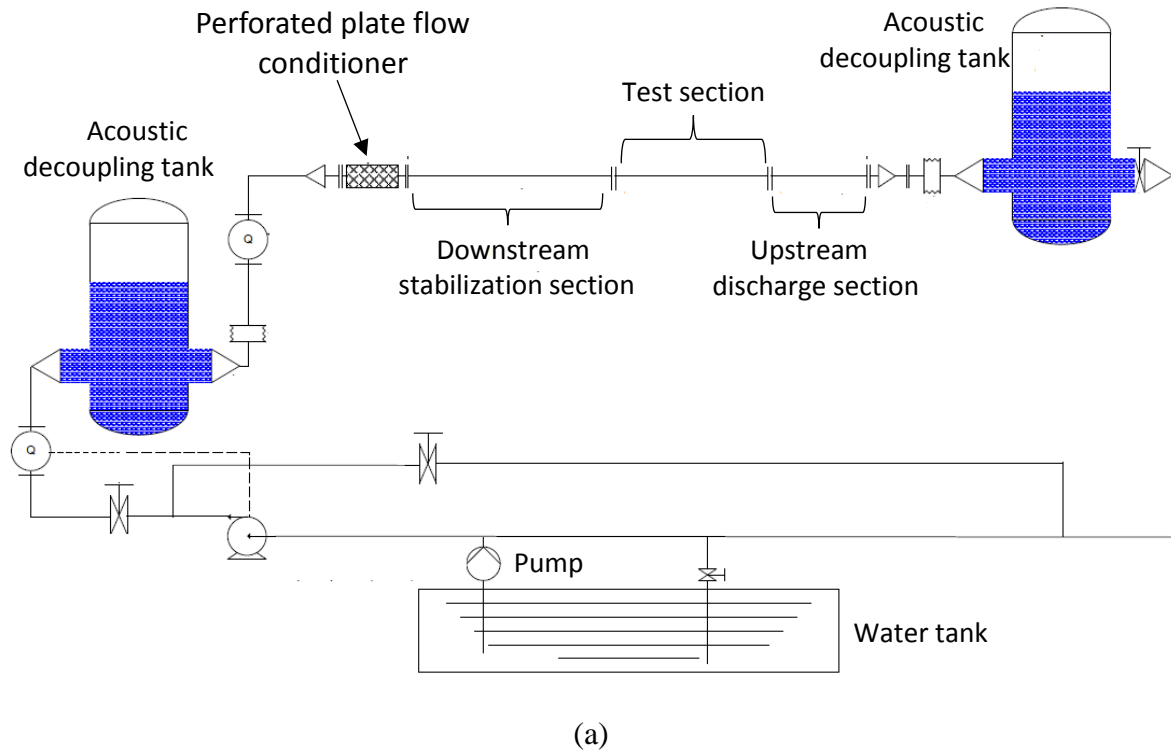 Perforated plate flow
conditioner
Acoustic
decoupling tank
Test section
Acoustic
decoupling tank
Downstream
stabilization section
Upstream
discharge section
Q
Q
Pump
Water tank
(a)